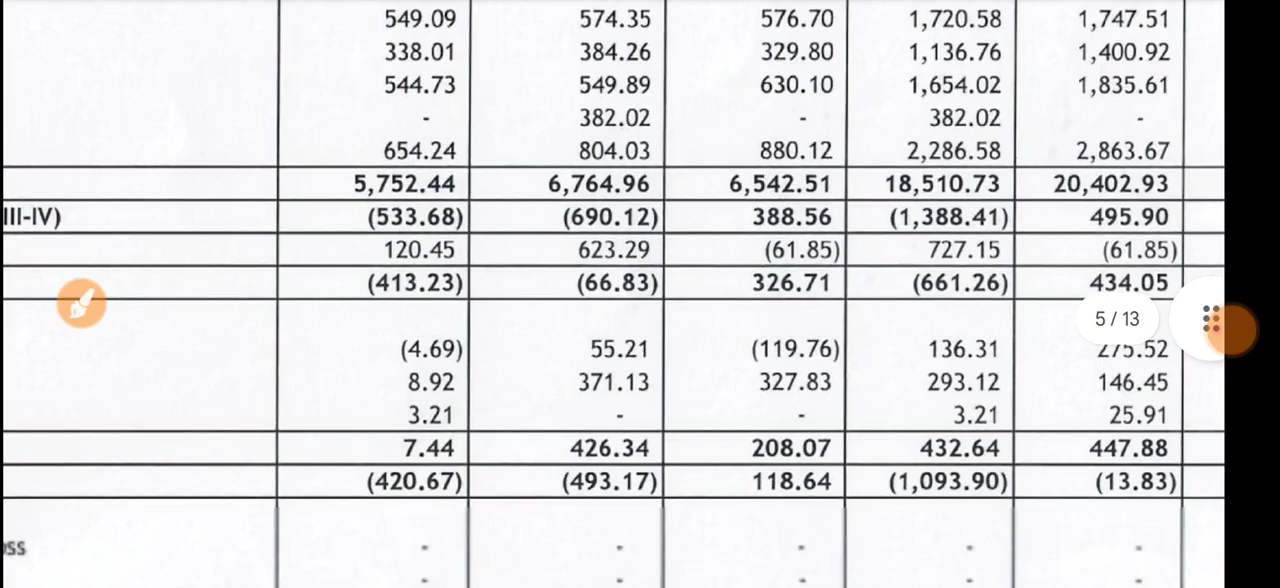 549.09 574.35 576.70 1,720.58 1,747.51
338.01 384.26 329.80 1,136.76 1,400.92
544.73 549.89 630.10 1,654.02 1,835.61
- 382.02 - 382.02 -
654.24 804.03 880.12 2,286.58 2,863.67
5,752.44 6,764.96 6,542.51 18,510.73 20,402.93
III-IV) (533.68) (690.12) 388.56 (1,388.41) 495.90
120.45 623.29 (61.85) 727.15 (61.85)
(413.23) (66.83) 326.71 (661.26) 434.05
5 / 13
(4.69) 55.21 (119.76) 136.31 275.52
8.92 371.13 327.83 293.12 146.45
3.21 - - 3.21 25.91
7.44 426.34 208.07 432.64 447.88
(420.67) (493.17) 118.64 (1,093.90) (13.83)
oss - - - - -
- - - - -